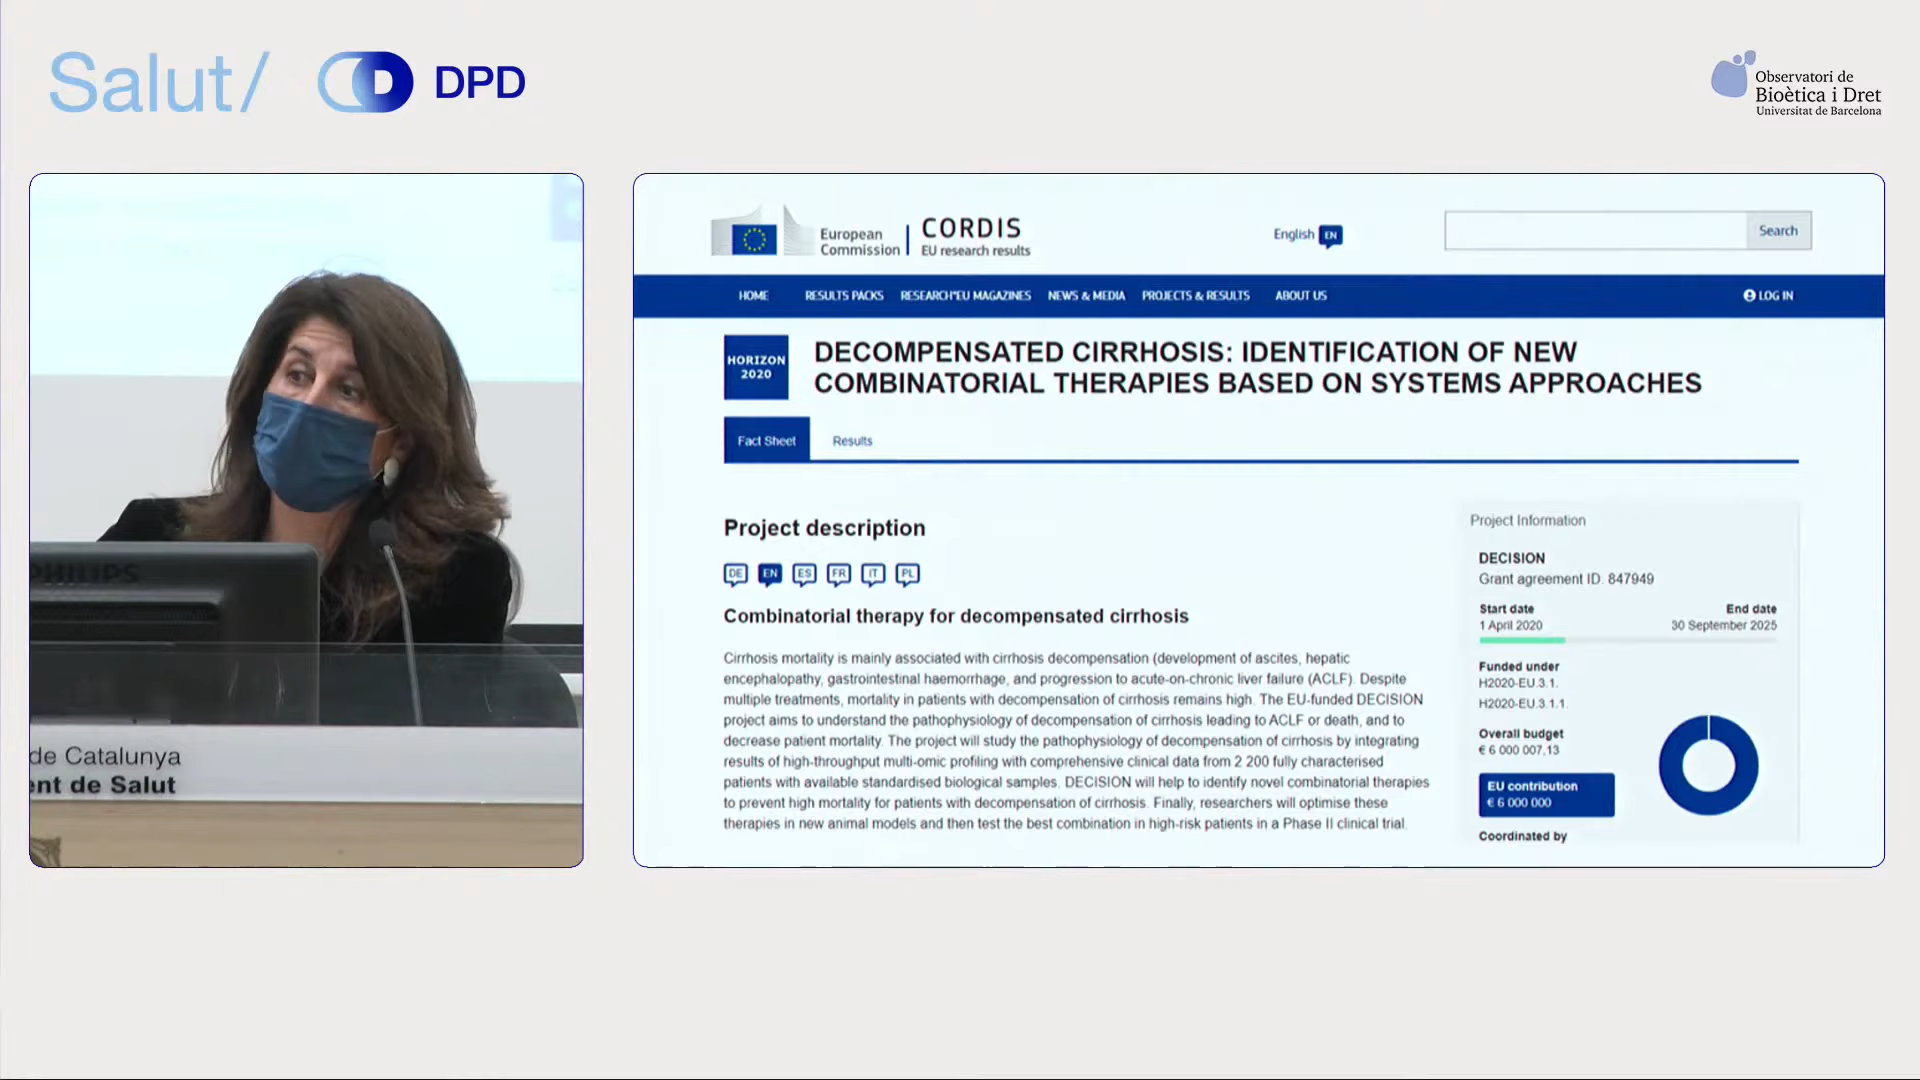 Salut/
D DPD
Observatori de
Bioètica i Dret
Universitat de Barcelona
PHILIPS
de Catalunya
ent de Salut
European
Commission
CORDIS
EU research results
English EN
Search
HOME RESULTS PACKS RESEARCH*EU MAGAZINES NEWS & MEDIA PROJECTS & RESULTS ABOUT US LOG IN
HORIZON
2020
DECOMPENSATED CIRRHOSIS: IDENTIFICATION OF NEW
COMBINATORIAL THERAPIES BASED ON SYSTEMS APPROACHES
Fact Sheet Results
Project description
DE EN ES FR IT PL
Combinatorial therapy for decompensated cirrhosis
Cirrhosis mortality is mainly associated with cirrhosis decompensation (development of ascites, hepatic
encephalopathy, gastrointestinal haemorrhage, and progression to acute-on-chronic liver failure (ACLF). Despite
multiple treatments, mortality in patients with decompensation of cirrhosis remains high. The EU-funded DECISION
project aims to understand the pathophysiology of decompensation of cirrhosis leading to ACLF or death, and to
decrease patient mortality. The project will study the pathophysiology of decompensation of cirrhosis by integrating
results of high-throughput multi-omic profiling with comprehensive clinical data from 2 200 fully characterised
patients with available standardised biological samples. DECISION will help to identify novel combinatorial therapies
to prevent high mortality for patients with decompensation of cirrhosis. Finally, researchers will optimise these
therapies in new animal models and then test the best combination in high-risk patients in a Phase II clinical trial.
Project Information
DECISION
Grant agreement ID: 847949
Start date End date
1 April 2020 30 September 2025
Funded under
H2020-EU.3.1.
H2020-EU.3.1.1.
Overall budget
€ 6 000 007,13
EU contribution
€ 6 000 000
Coordinated by